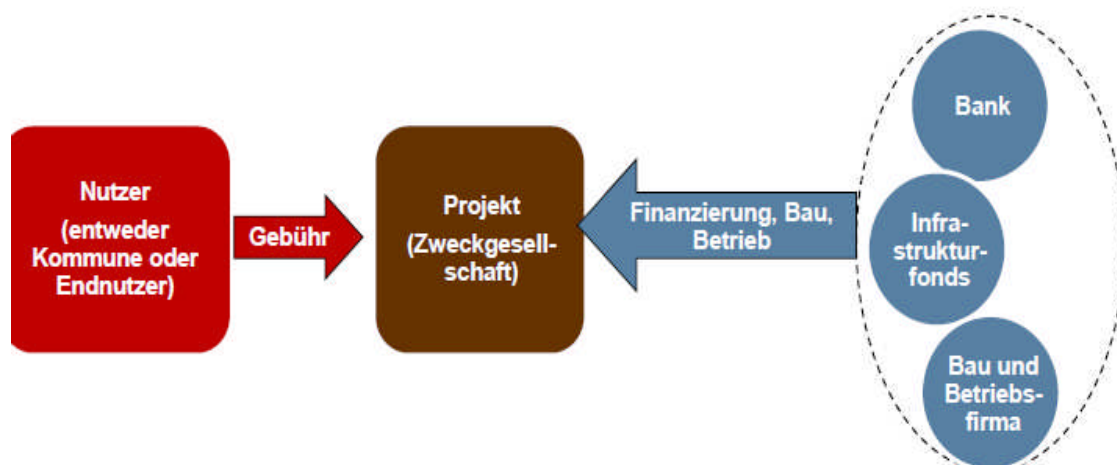 Nutzer
(entweder
Kommune oder
Endnutzer)
Gebühr
Projekt
(Zweckgesell-
schaft)
Finanzierung, Bau,
Betrieb
Bank
Infra-
struktur-
fonds
Bau und
Betriebs-
firma